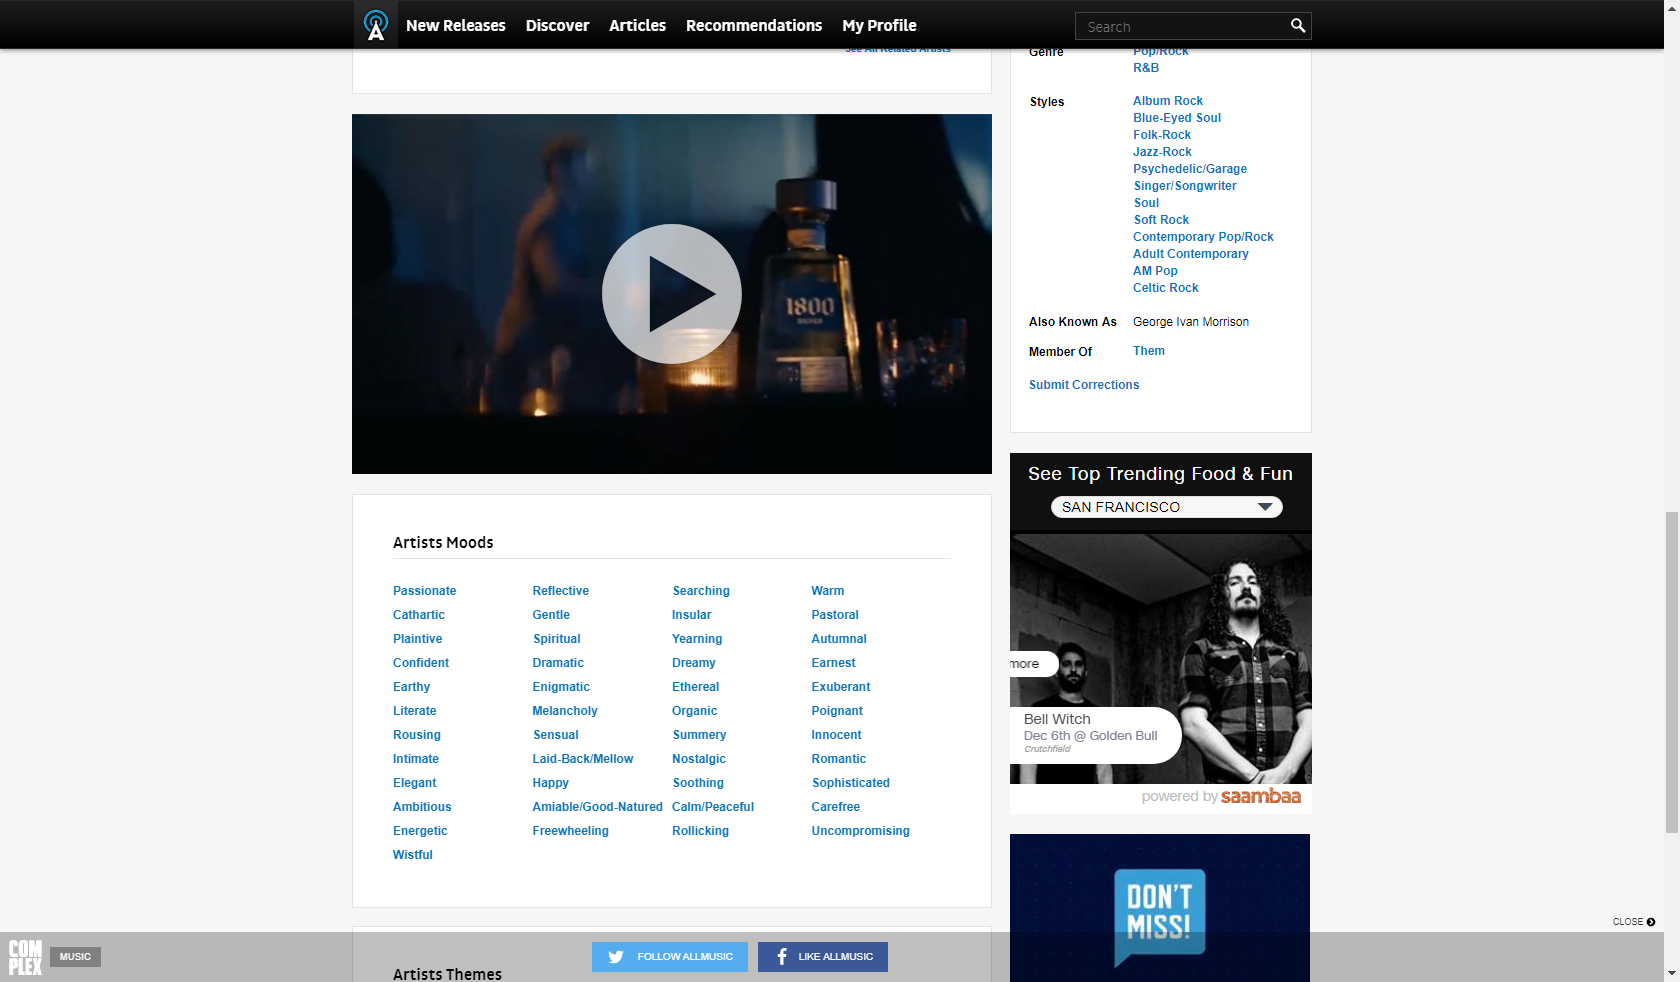 New Releases Discover Articles Recommendations My Profile Search
See All Related Artists
Genre Pop/Rock
R&B
Styles Album Rock
Blue-Eyed Soul
Folk-Rock
Jazz-Rock
Psychedelic/Garage
Singer/Songwriter
Soul
Soft Rock
Contemporary Pop/Rock
Adult Contemporary
AM Pop
Celtic Rock
Also Known As George Ivan Morrison
Member Of Them
Submit Corrections
1800
SILVER
See Top Trending Food & Fun
SAN FRANCISCO
more
Bell Witch
Dec 6th @ Golden Bull
Crutchfield
powered by saambaa
DON'T
MISS!
Artists Moods
Passionate Reflective Searching Warm
Cathartic Gentle Insular Pastoral
Plaintive Spiritual Yearning Autumnal
Confident Dramatic Dreamy Earnest
Earthy Enigmatic Ethereal Exuberant
Literate Melancholy Organic Poignant
Rousing Sensual Summery Innocent
Intimate Laid-Back/Mellow Nostalgic Romantic
Elegant Happy Soothing Sophisticated
Ambitious Amiable/Good-Natured Calm/Peaceful Carefree
Energetic Freewheeling Rollicking Uncompromising
Wistful
Artists Themes
CLOSE
COM
PLEX
MUSIC
FOLLOW ALLMUSIC
LIKE ALLMUSIC